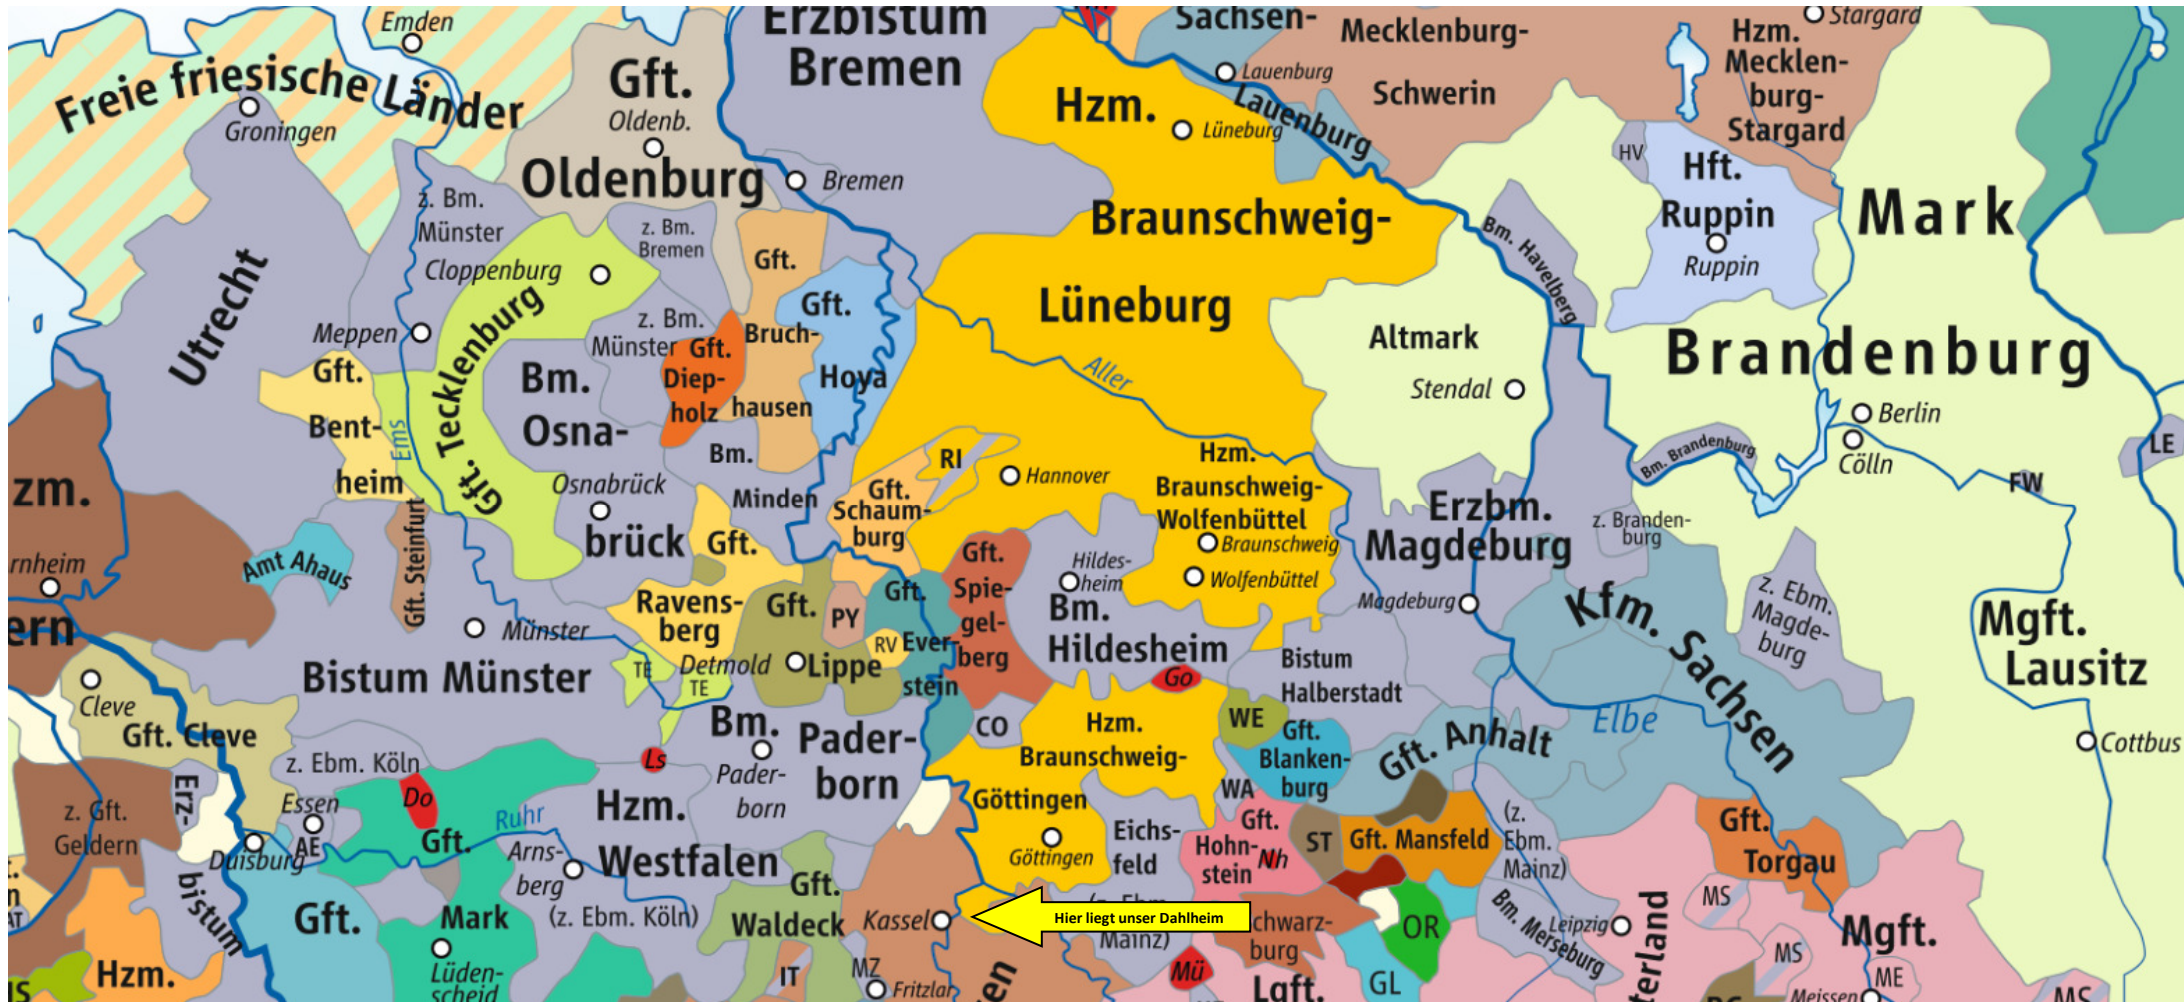 Emden
Freie friesische Länder
Groningen
Gft.
Oldenb.
Oldenburg
Erzbistum
Bremen
Bremen
Sachsen-
Lauenburg
Lauenburg
Hzm.
Lüneburg
Braunschweig-
Lüneburg
Mecklenburg-
Schwerin
Stargard
Hzm.
Mecklen-
burg-
Stargard
HV
Hft.
Ruppin
Ruppin
Mark
Brandenburg
Bm. Havelberg
Altmark
Stendal
Utrecht
z. Bm.
Münster
Cloppenburg
Meppen
Gft. Tecklenburg
z. Bm.
Bremen
z. Bm.
Münster
Gft.
Diep-
holz
Gft.
Bruch-
hausen
Gft.
Hoya
Aller
Gft.
Bent-
heim
Ems
Bm.
Osna-
brück
Osnabrück
Bm.
Minden
Gft.
Schaum-
burg
RI
Hannover
Hzm.
Braunschweig-
Wolfenbüttel
Braunschweig
Wolfenbüttel
Erzbm.
Magdeburg
Magdeburg
z. Branden-
burg
Bm. Brandenburg
Berlin
Cölln
FW
LE
zm.
rnheim
ern
Amt Ahaus
Gft. Steinfurt
Münster
Bistum Münster
Gft.
Ravens-
berg
TE
TE
Gft.
Lippe
Detmold
PY
RV
Gft.
Ever-
stein
Gft.
Spie-
gel-
berg
Hildes-
heim
Bm.
Hildesheim
Go
Bistum
Halberstadt
Kfm. Sachsen
z. Ebm.
Magde-
burg
Mgft.
Lausitz
Cottbus
Elbe
Cleve
Gft. Cleve
z. Ebm. Köln
Ls
Bm.
Pader-
born
Pader-
born
CO
Hzm.
Braunschweig-
Göttingen
Göttingen
WE
Gft.
Blanken-
burg
WA
Gft. Anhalt
z. Gft.
Geldern
Erz-
bistum
Essen
AE
Duisburg
Do
Gft.
Mark
Ruhr
Hzm.
Westfalen
(z. Ebm. Köln)
Arns-
berg
Eichs-
feld
(z. Ebm.
Mainz)
Gft.
Hohn-
stein
Nh
ST
Gft. Mansfeld
(z.
Ebm.
Mainz)
Gft.
Torgau
Gft.
Waldeck
Kassel
Hier liegt unser Dahlheim
chwarz-
burg
OR
Bm. Merseburg
Leipzig
terland
MS
Mgft.
AT
Hzm.
Gft.
Lüden-
scheid
IT
MZ
Fritzlar
en
Mü
Lgft.
GL
MS
ME
Meissen
MS